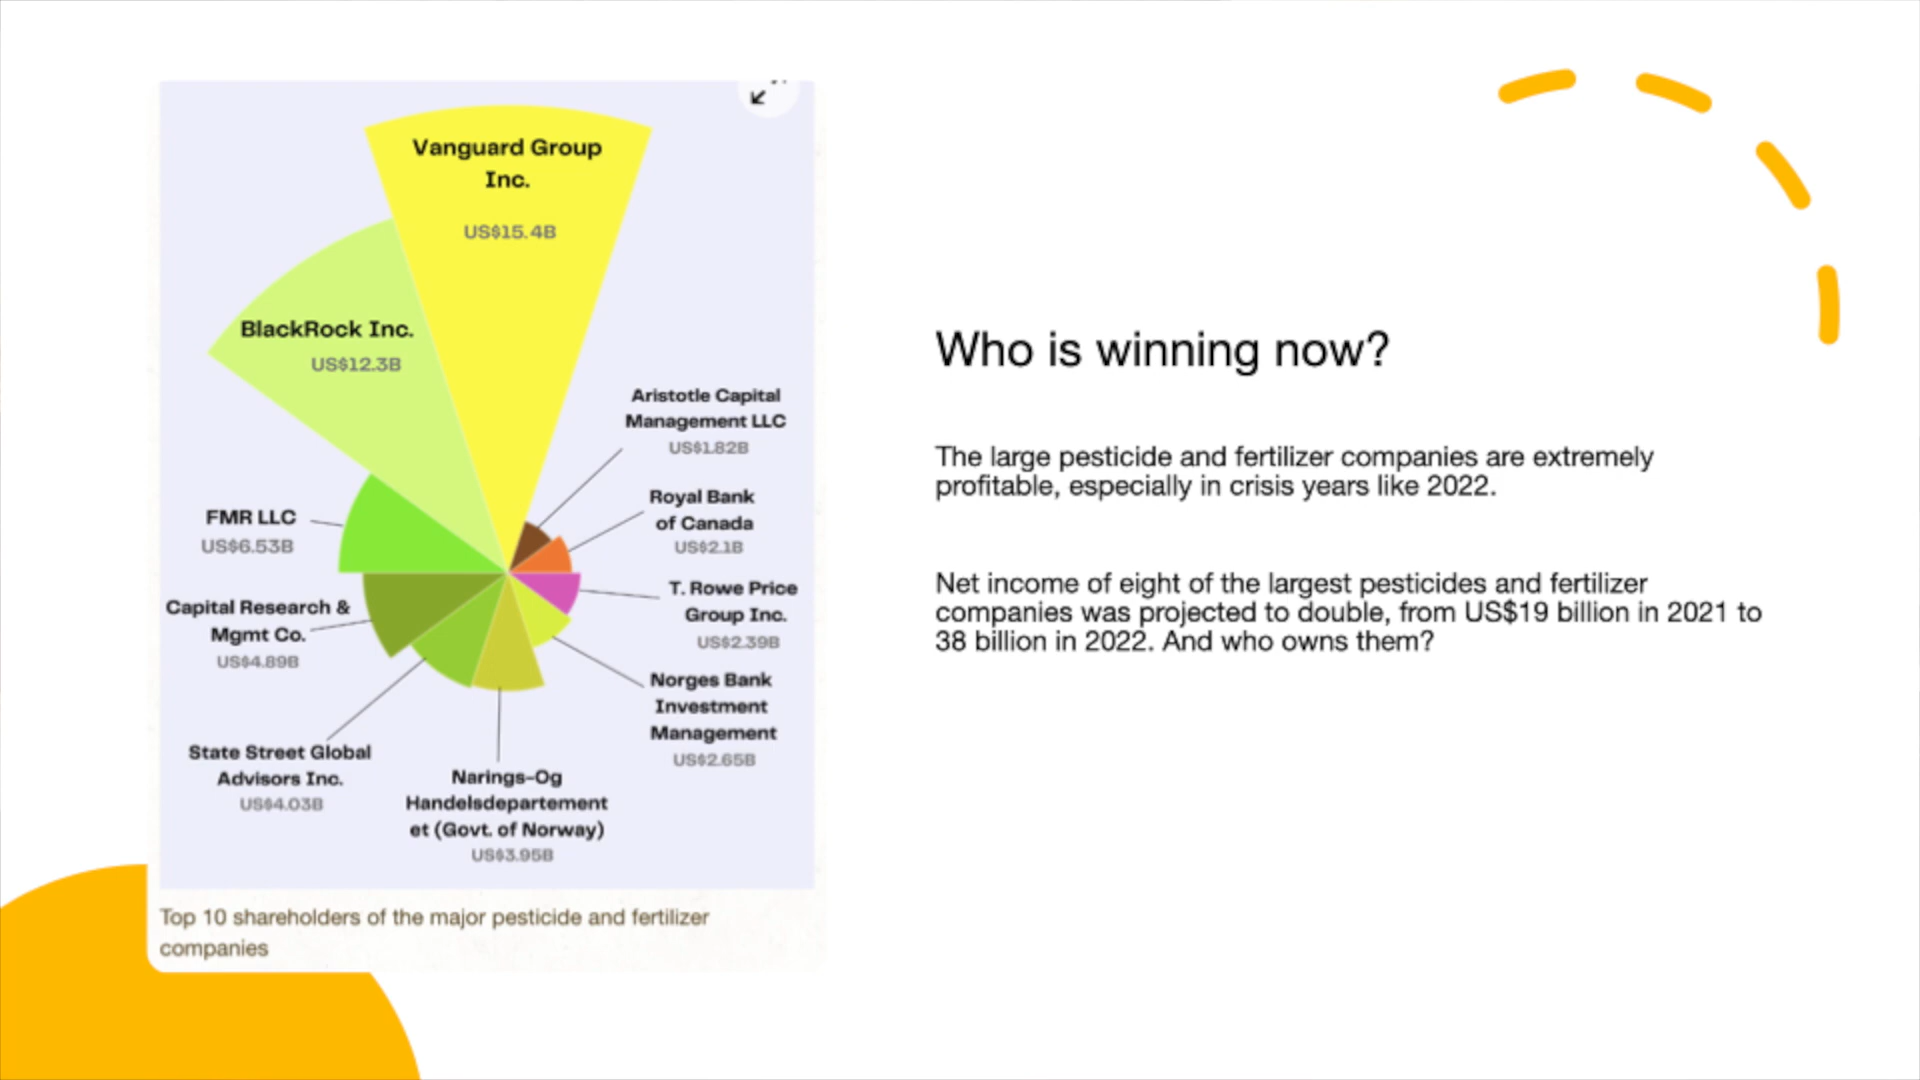 Vanguard Group
Inc.
US$15.4B
BlackRock Inc.
US$12.3B
Aristotle Capital
Management LLC
US$1.82B
Royal Bank
of Canada
US$2.1B
FMR LLC
US$6.53B
T. Rowe Price
Group Inc.
US$2.39B
Capital Research &
Mgmt Co.
US$4.89B
Norges Bank
Investment
Management
US$2.65B
State Street Global
Advisors Inc.
US$4.03B
Narings-Og
Handelsdepartement
et (Govt. of Norway)
US$3.95B
Top 10 shareholders of the major pesticide and fertilizer
companies
Who is winning now?
The large pesticide and fertilizer companies are extremely
profitable, especially in crisis years like 2022.
Net income of eight of the largest pesticides and fertilizer
companies was projected to double, from US$19 billion in 2021 to
38 billion in 2022. And who owns them?